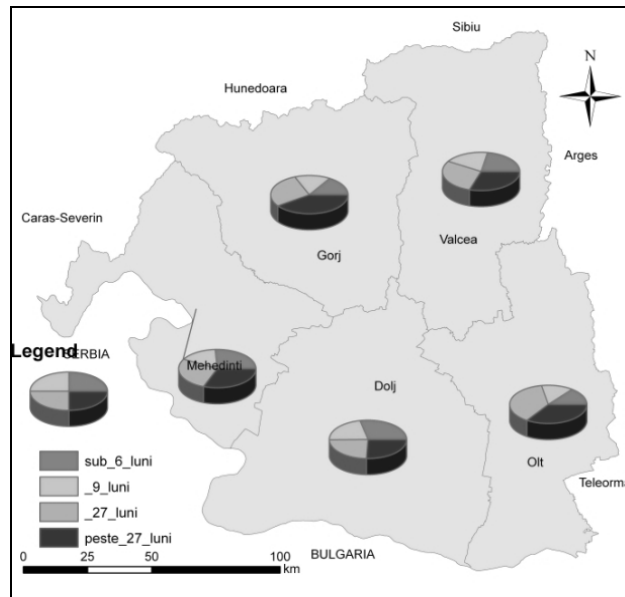 Sibiu
N
Hunedoara
Arges
Caras-Severin
Valcea
Gorj
Legend
SERBIA
Mehedinti
Dolj
Olt
sub_6_luni
_9_luni
_27_luni
peste_27_luni
Teleorma
BULGARIA
0 25 50 100
km